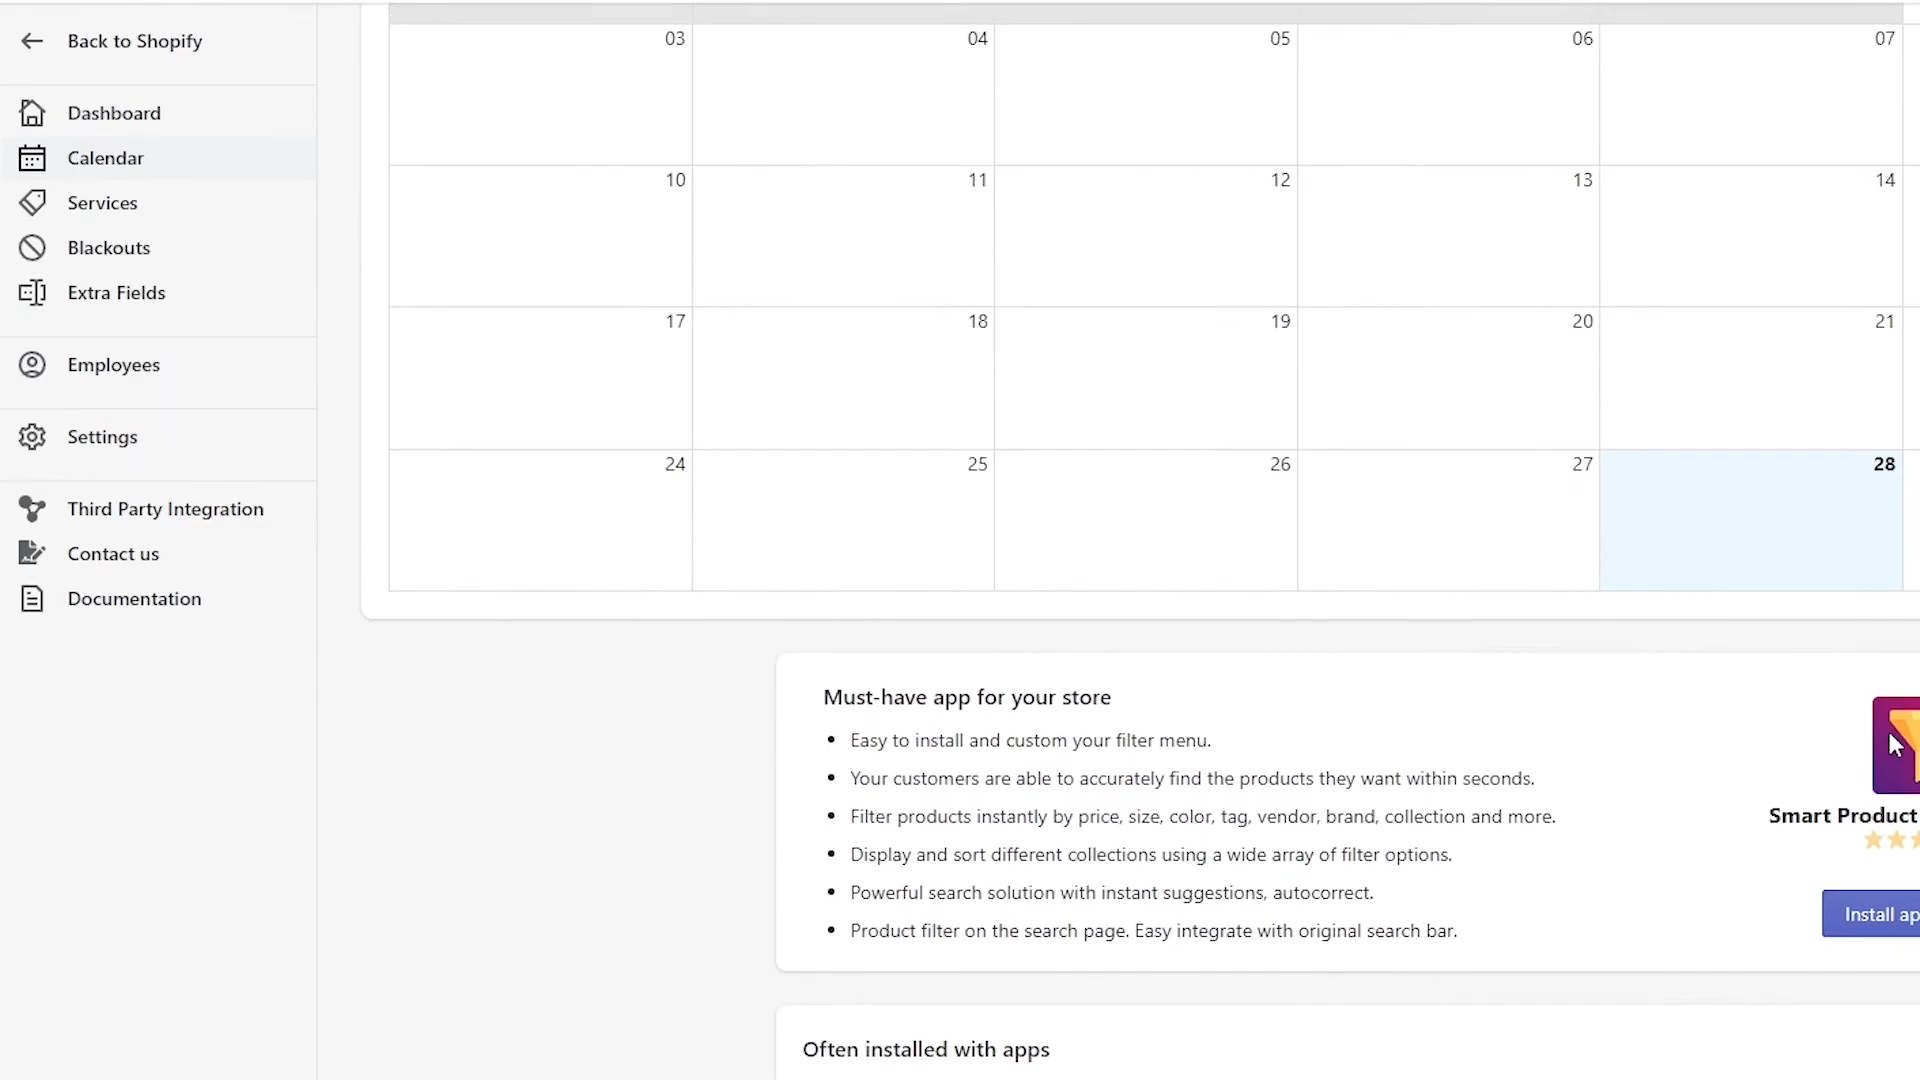 Back to Shopify
Dashboard
Calendar
Services
Blackouts
Extra Fields
Employees
Settings
Third Party Integration
Contact us
Documentation
03 04 05 06 07
10 11 12 13 14
17 18 19 20 21
24 25 26 27 28
Must-have app for your store
• Easy to install and custom your filter menu.
• Your customers are able to accurately find the products they want within seconds.
• Filter products instantly by price, size, color, tag, vendor, brand, collection and more.
• Display and sort different collections using a wide array of filter options.
• Powerful search solution with instant suggestions, autocorrect.
• Product filter on the search page. Easy integrate with original search bar.
Smart Product
Install ap
Often installed with apps